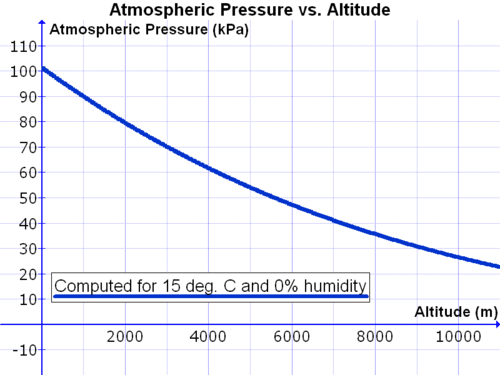 Atmospheric Pressure vs. Altitude
Atmospheric Pressure (kPa)
110
100
90
80
70
60
50
40
30
20
Computed for 15 deg. C and 0% humidity
10
Altitude (m)
2000 4000 6000 8000 10000
-10